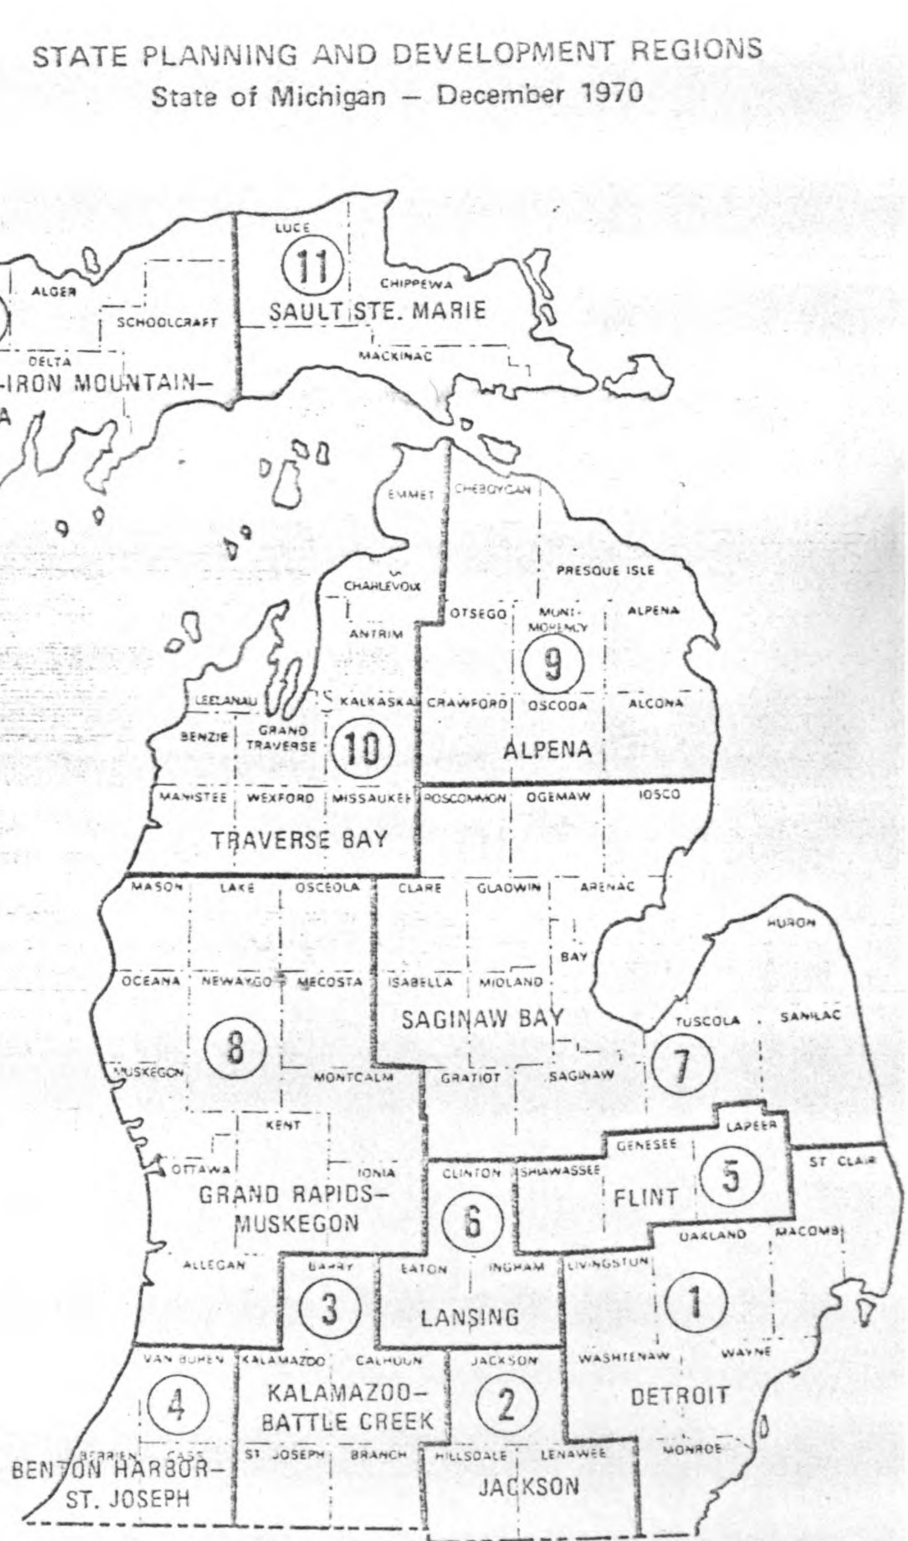 STATE PLANNING AND DEVELOPMENT REGIONS
State of Michigan – December 1970
LUCE
11
ALGER
CHIPPEWA
SAULT STE. MARIE
SCHOOLCRAFT
MACKINAC
DELTA
-IRON MOUNTAIN-
A
EMMET
CHEBOYGAN
PRESQUE ISLE
CHARLEVOIX
OTSEGO
MONT-
MORENCY
ALPENA
ANTRIM
9
LEELANAU
KALKASKA
CRAWFORD
OSCODA
ALCONA
BENZIE
GRAND
TRAVERSE
10
ALPENA
MANISTEE
WEXFORD
MISSAUKEE
ROSCOMMON
OGEMAW
IOSCO
TRAVERSE BAY
MASON
LAKE
OSCEOLA
CLARE
GLADWIN
ARENAC
HURON
BAY
OCEANA
NEWAYGO
MECOSTA
ISABELLA
MIDLAND
SAGINAW BAY
TUSCOLA
SANILAC
8
7
MUSKEGON
MONTCALM
GRATIOT
SAGINAW
KENT
LAPEER
GENESEE
OTTAWA
IONIA
CLINTON
SHIAWASSEE
5
ST CLAIR
GRAND RAPIDS-
MUSKEGON
FLINT
6
OAKLAND
MACOMB
ALLEGAN
BARRY
EATON
INGHAM
LIVINGSTON
3
1
LANSING
VAN BUREN
KALAMAZOO
CALHOUN
JACKSON
WASHTENAW
WAYNE
4
KALAMAZOO-
BATTLE CREEK
2
DETROIT
BERRIEN
CASS
ST. JOSEPH
BRANCH
HILLSDALE
LENAWEE
MONROE
BENTON HARBOR-
ST. JOSEPH
JACKSON